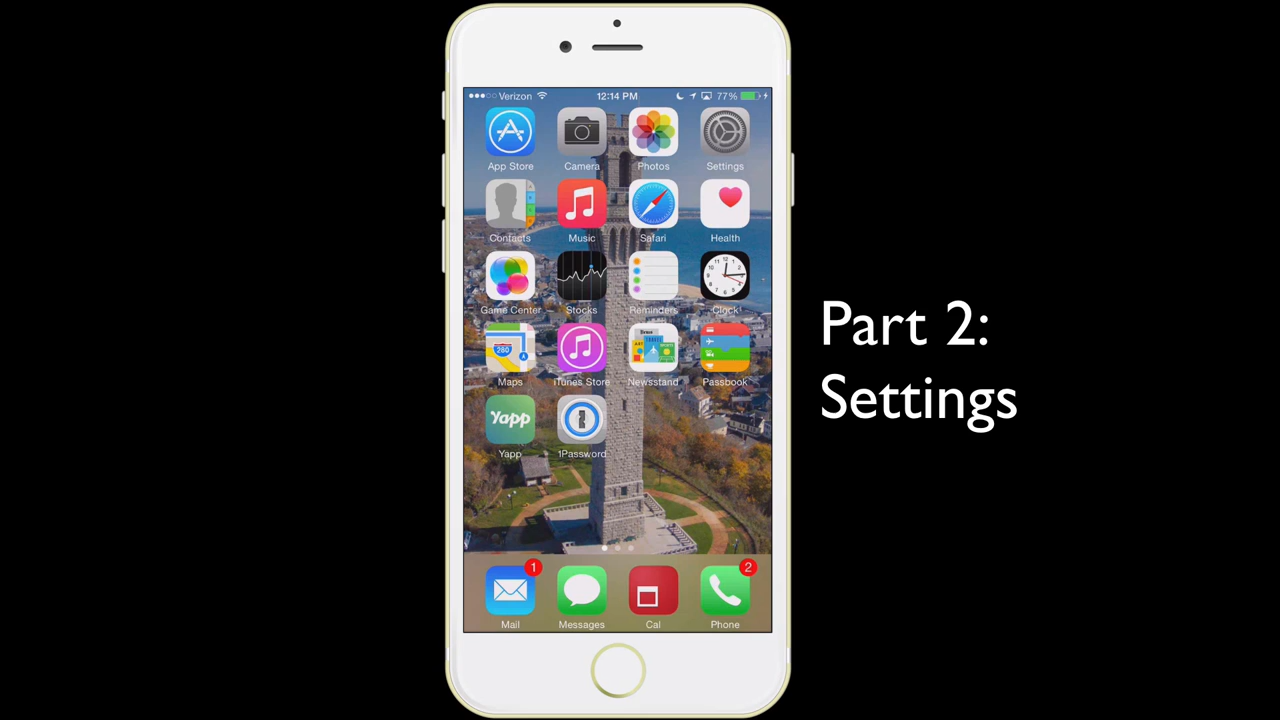 Verizon 12:14 PM 77%
App Store Camera Photos Settings
Contacts Music Safari Health
Game Center Stocks Reminders Clock
280
Maps iTunes Store Newsstand Passbook
Yapp
Yapp 1Password
1 2
Mail Messages Cal Phone
Part 2:
Settings